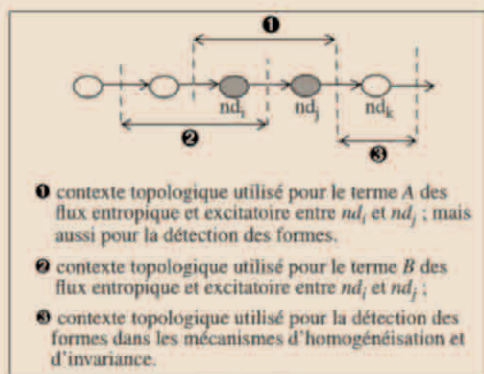 ❶
nd_i nd_j nd_k
❷ ❸
❶ contexte topologique utilisé pour le terme A des
flux entropique et excitatoire entre nd_i et nd_j ; mais
aussi pour la détection des formes.
❷ contexte topologique utilisé pour le terme B des
flux entropique et excitatoire entre nd_i et nd_j ;
❸ contexte topologique utilisé pour la détection des
formes dans les mécanismes d'homogénéisation et
d'invariance.